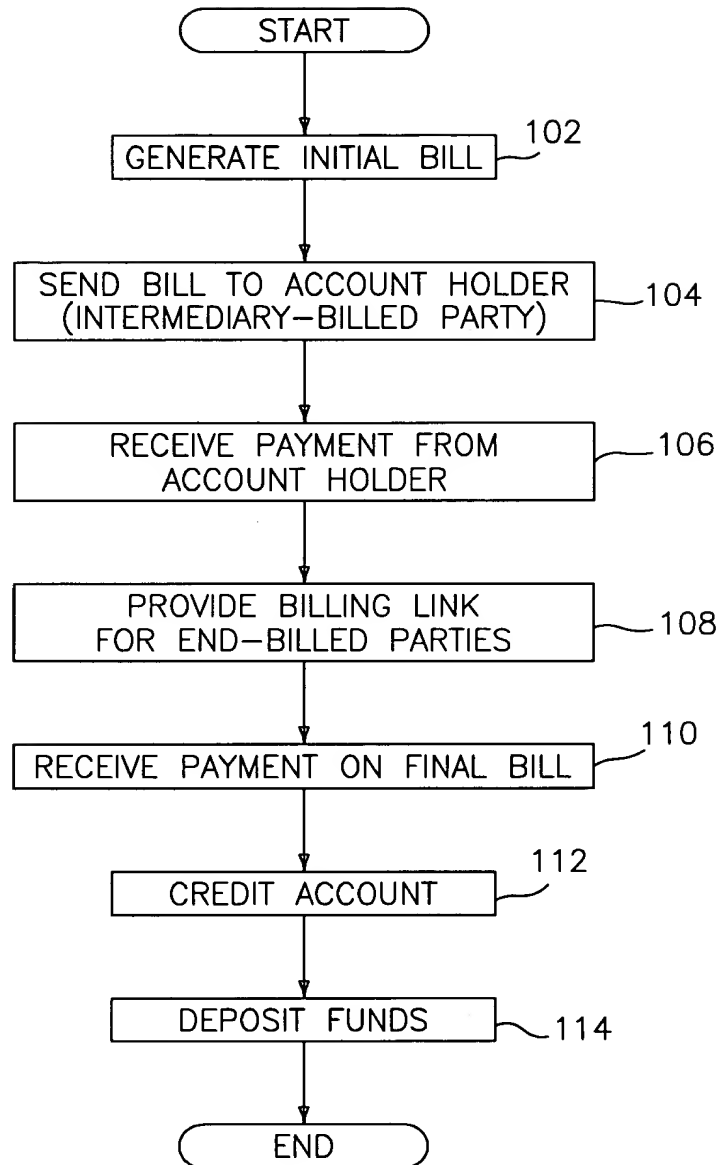 START
GENERATE INITIAL BILL
102
SEND BILL TO ACCOUNT HOLDER
(INTERMEDIARY-BILLED PARTY)
104
RECEIVE PAYMENT FROM
ACCOUNT HOLDER
106
PROVIDE BILLING LINK
FOR END-BILLED PARTIES
108
RECEIVE PAYMENT ON FINAL BILL
110
CREDIT ACCOUNT
112
DEPOSIT FUNDS
114
END